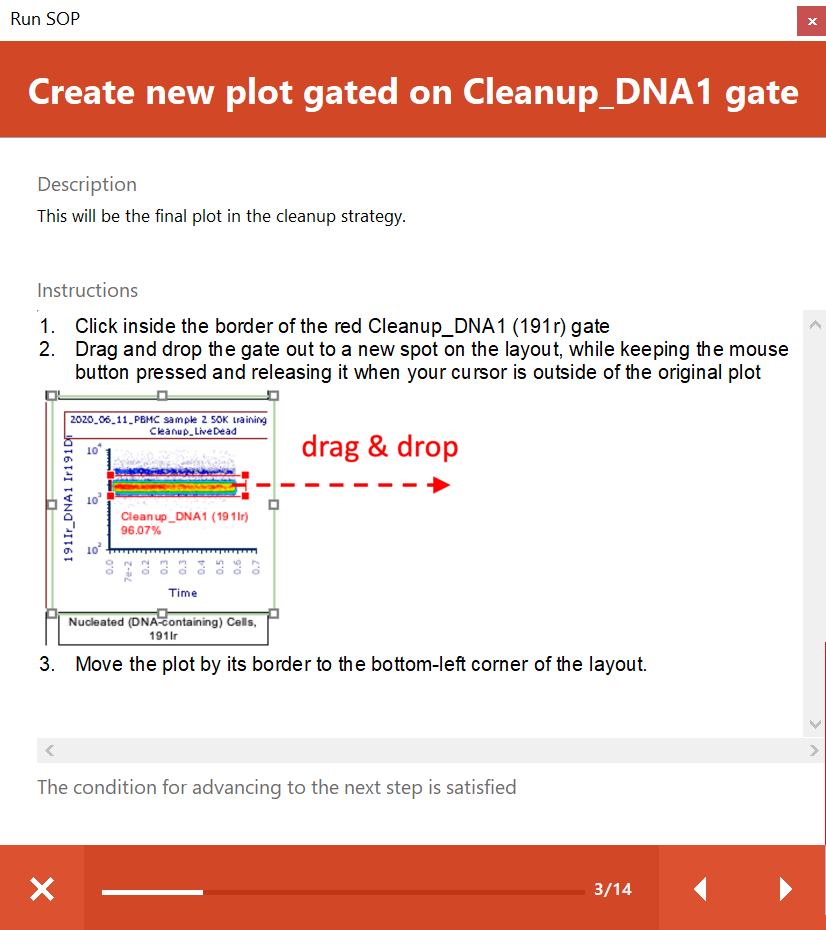 Run SOP
x
Create new plot gated on Cleanup_DNA1 gate
Description
This will be the final plot in the cleanup strategy.
Instructions
1. Click inside the border of the red Cleanup_DNA1 (191r) gate
2. Drag and drop the gate out to a new spot on the layout, while keeping the mouse
button pressed and releasing it when your cursor is outside of the original plot
2020_06_11_PBMC sample 2 50K training
Cleanup_LiveDead
191Ir_DNA1 Ir191Di
10^4
10^3
10^2
Cleanup_DNA1 (191Ir)
96.07%
0.0 7e-2 0.2 0.3 0.3 0.4 0.5 0.6 0.7
Time
Nucleated (DNA-containing) Cells,
191Ir
drag & drop
3. Move the plot by its border to the bottom-left corner of the layout.
The condition for advancing to the next step is satisfied
3/14